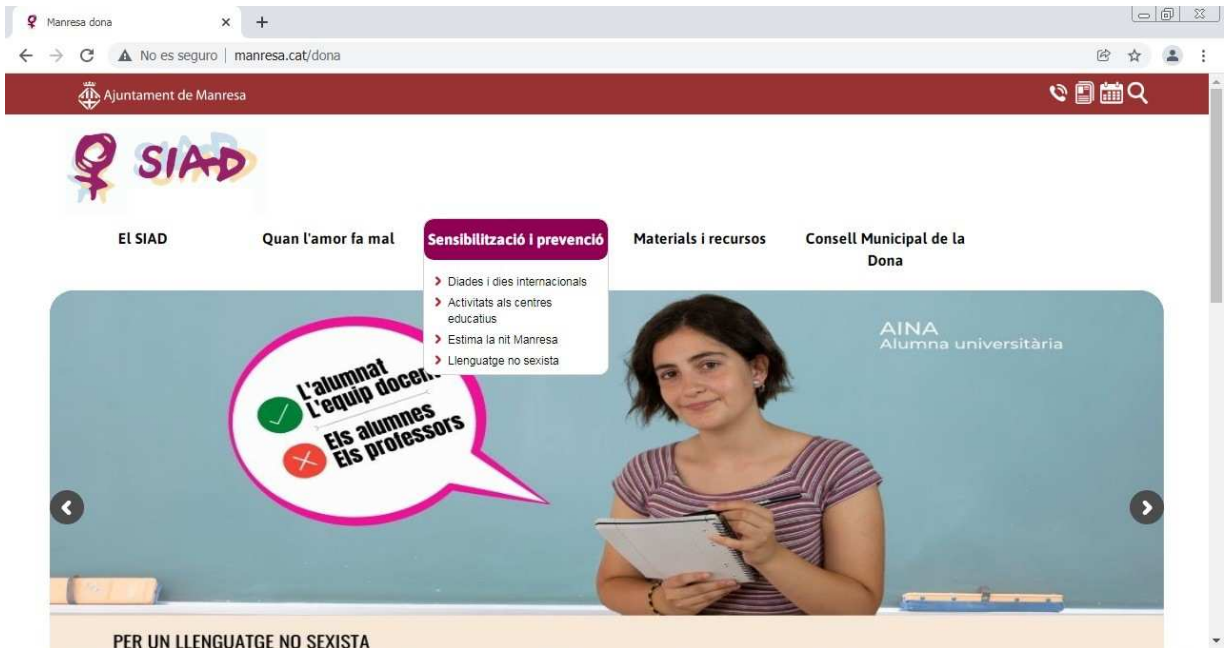 Manresa dona
No es seguro | manresa.cat/dona
Ajuntament de Manresa
SIAD
El SIAD
Quan l'amor fa mal
Sensibilització i prevenció
Materials i recursos
Consell Municipal de la
Dona
Diades i dies internacionals
Activitats als centres
educatius
Estima la nit Manresa
Llenguatge no sexista
L'alumnat
L'equip docent
Els alumnes
Els professors
AINA
Alumna universitària
PER UN LLENGUATGE NO SEXISTA